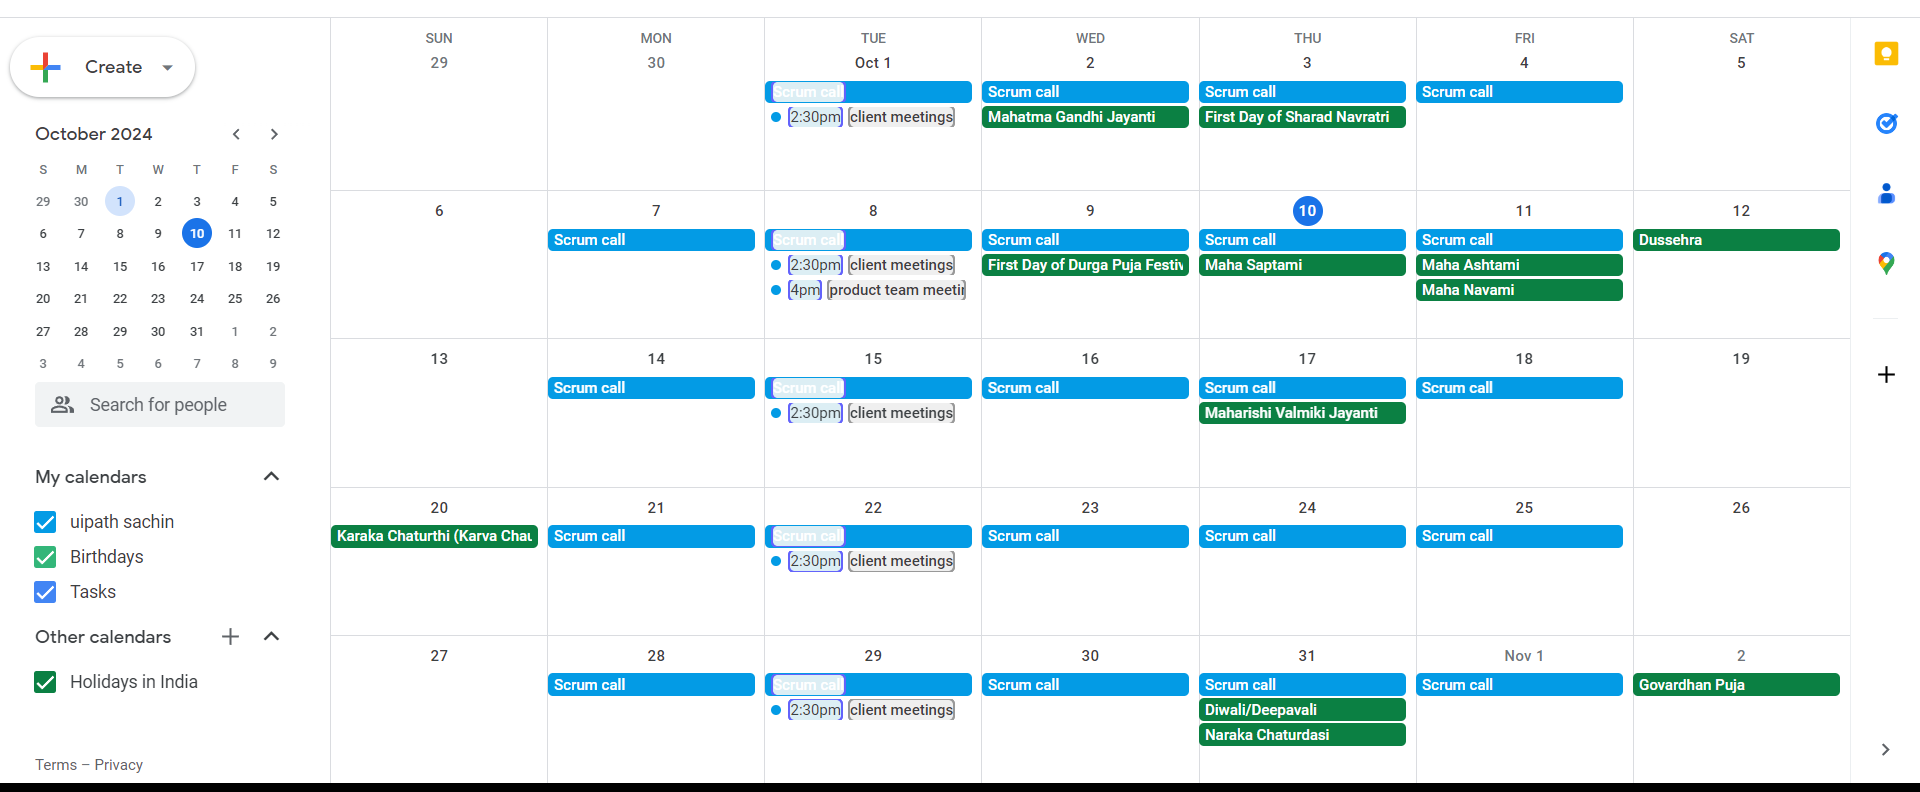 Create
October 2024
S M T W T F S
29 30 1 2 3 4 5
6 7 8 9 10 11 12
13 14 15 16 17 18 19
20 21 22 23 24 25 26
27 28 29 30 31 1 2
3 4 5 6 7 8 9
Search for people
My calendars
uipath sachin
Birthdays
Tasks
Other calendars
Holidays in India
Terms – Privacy
SUN MON TUE WED THU FRI SAT
29 30 Oct 1 2 3 4 5
Scrum call Scrum call Scrum call Scrum call
2:30pm client meetings Mahatma Gandhi Jayanti First Day of Sharad Navratri
6 7 8 9 10 11 12
Scrum call Scrum call Scrum call Scrum call Scrum call Dussehra
2:30pm client meetings First Day of Durga Puja Festiv Maha Saptami Maha Ashtami
4pm product team meetin Maha Navami
13 14 15 16 17 18 19
Scrum call Scrum call Scrum call Scrum call Scrum call
2:30pm client meetings Maharishi Valmiki Jayanti
20 21 22 23 24 25 26
Karaka Chaturthi (Karva Chau Scrum call Scrum call Scrum call Scrum call Scrum call
2:30pm client meetings
27 28 29 30 31 Nov 1 2
Scrum call Scrum call Scrum call Scrum call Scrum call Govardhan Puja
2:30pm client meetings Diwali/Deepavali
Naraka Chaturdasi